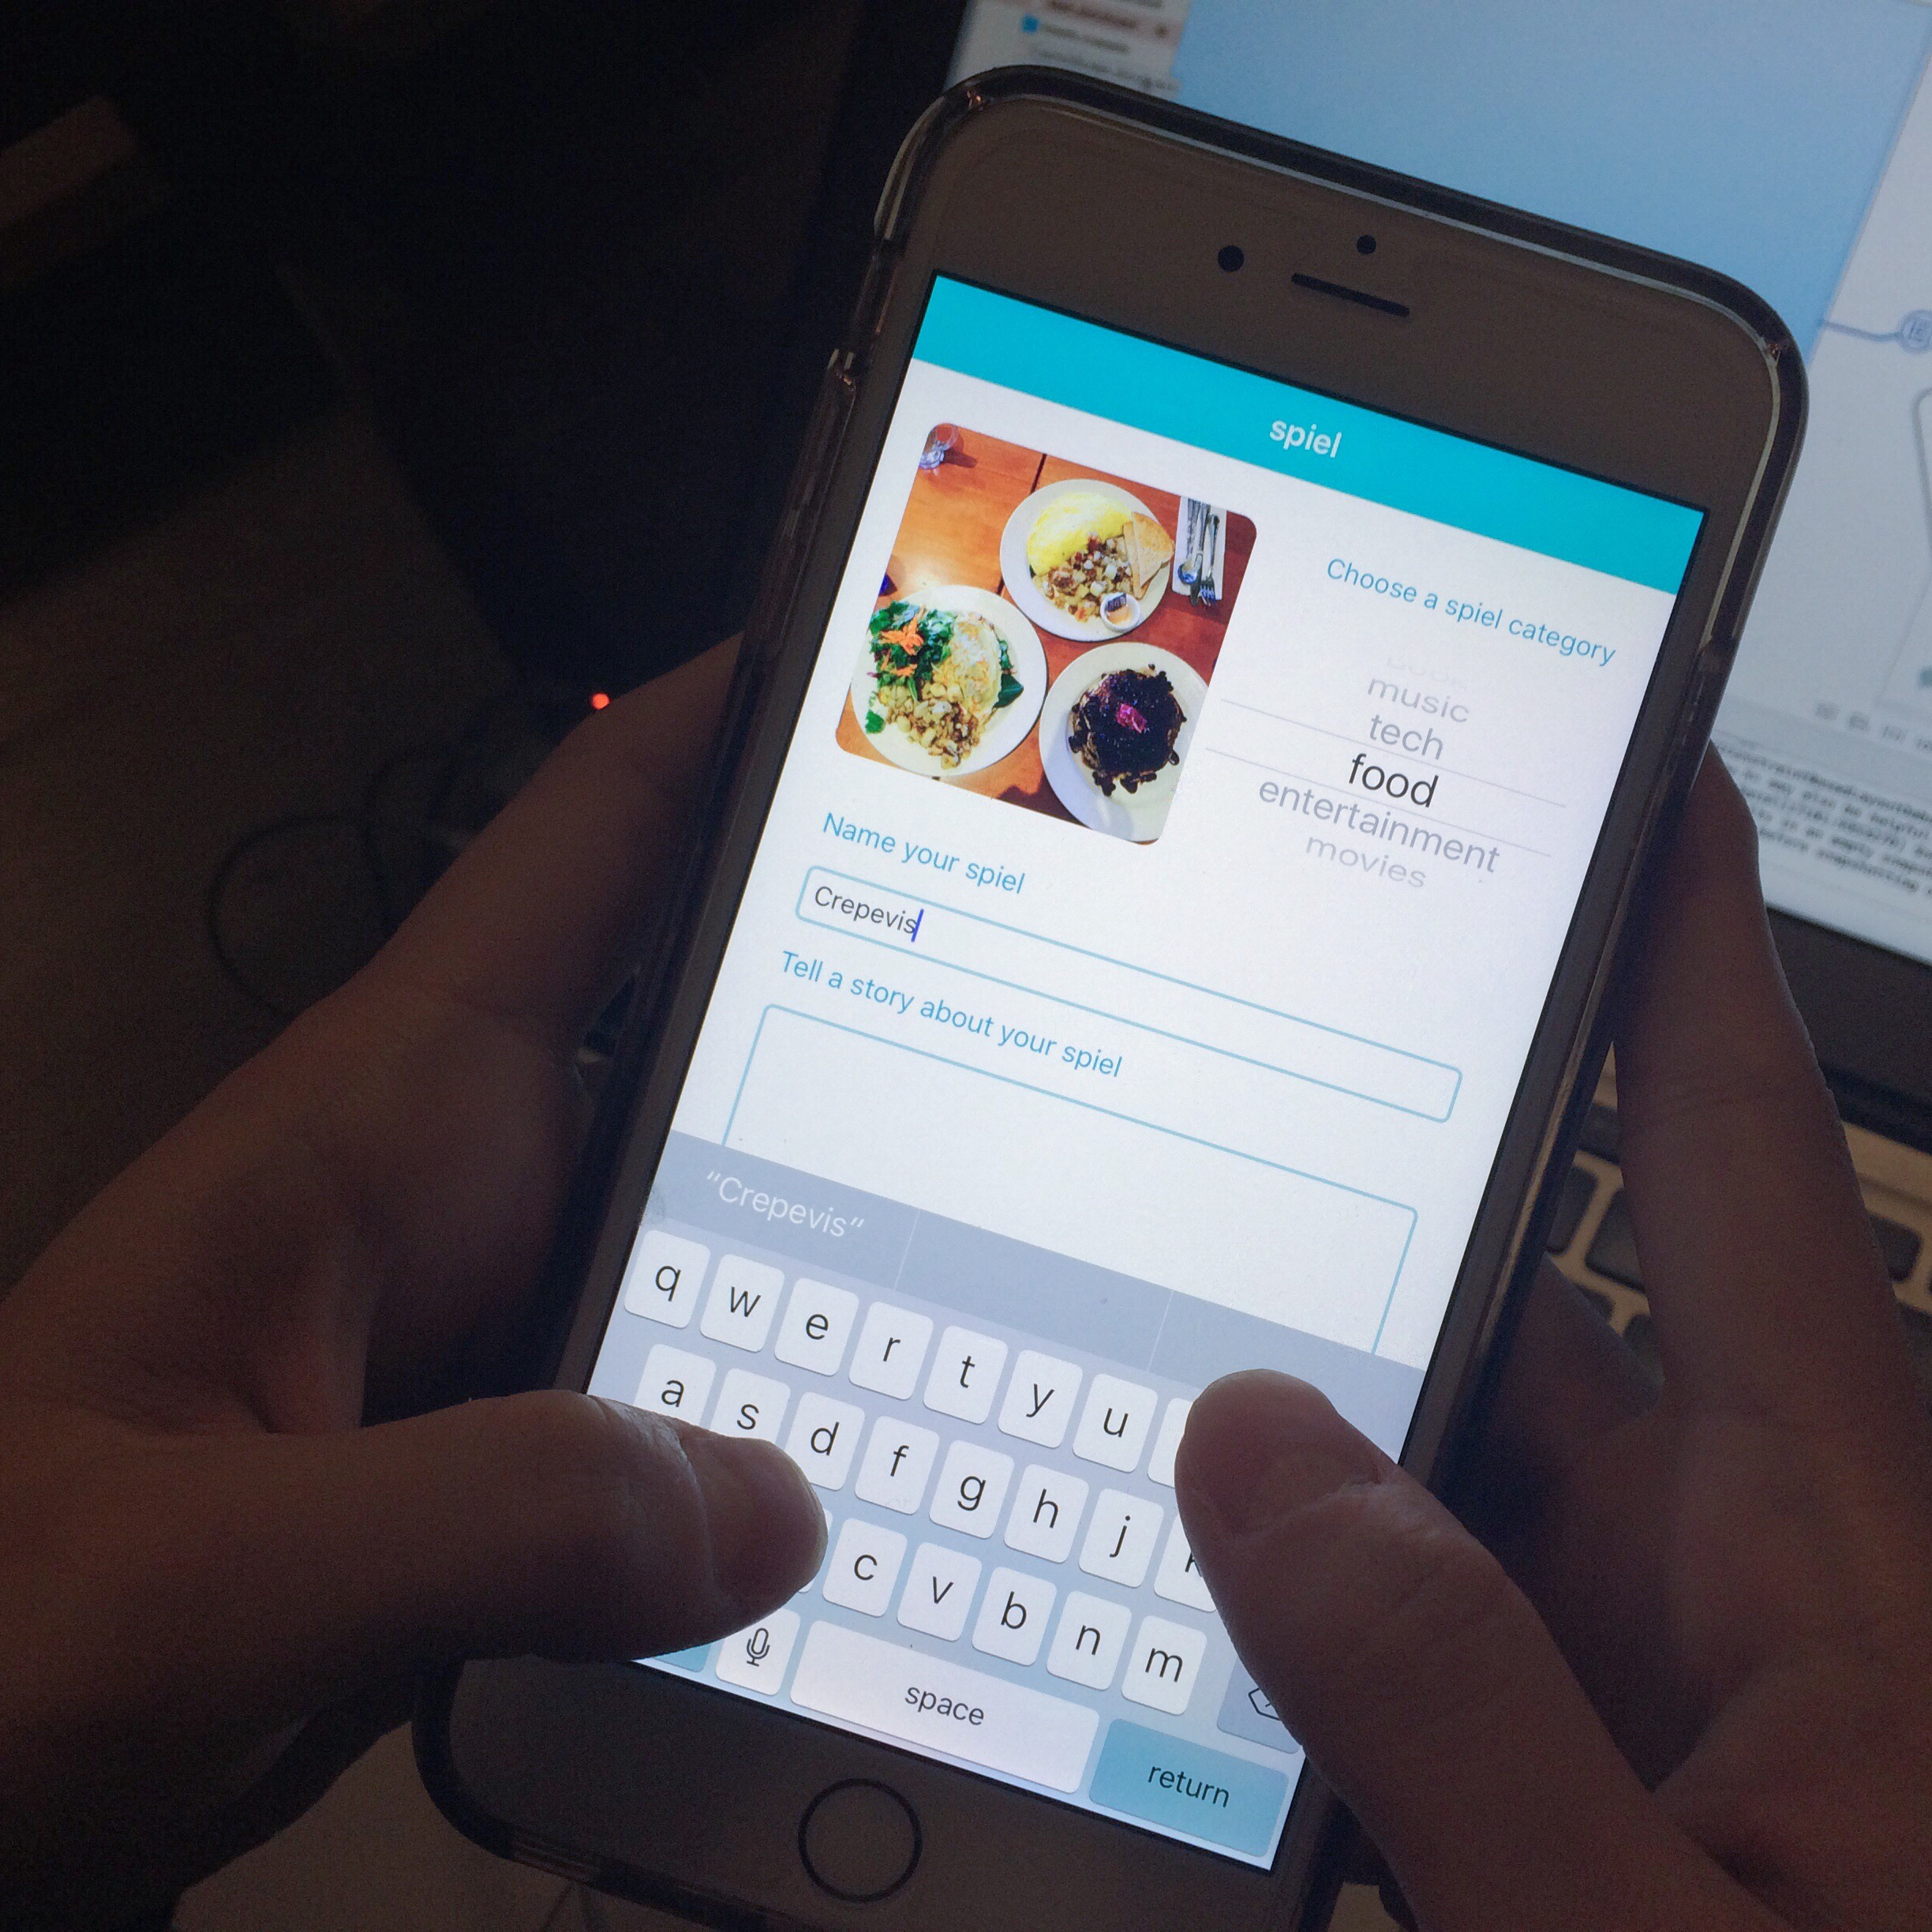 spiel
Choose a spiel category
music
tech
food
entertainment
movies
Name your spiel
Crepevis
Tell a story about your spiel
"Crepevis"
q w e r t y u
a s d f g h j
c v b n m
space
return